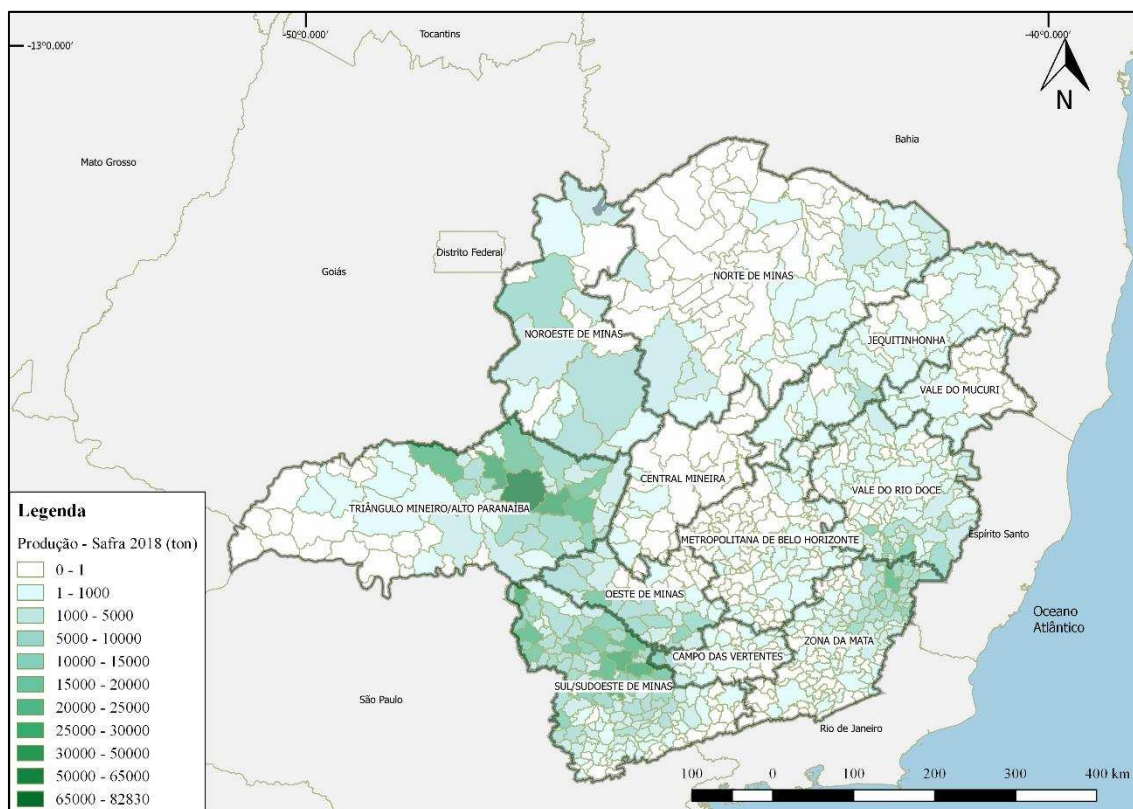 -50°0.000'
-40°0.000'
-13°0.000'
Tocantins
N
Bahia
Mato Grosso
Distrito Federal
Goiás
NORTE DE MINAS
NOROESTE DE MINAS
JEQUITINHONHA
VALE DO MUCURI
CENTRAL MINEIRA
VALE DO RIO DOCE
TRIÂNGULO MINEIRO/ALTO PARANAÍBA
METROPOLITANA DE BELO HORIZONTE
Espírito Santo
OESTE DE MINAS
Oceano
Atlântico
ZONA DA MATA
CAMPO DAS VERTENTES
SUL/SUDOESTE DE MINAS
São Paulo
Rio de Janeiro
Legenda
Produção - Safra 2018 (ton)
0 - 1
1 - 1000
1000 - 5000
5000 - 10000
10000 - 15000
15000 - 20000
20000 - 25000
25000 - 30000
30000 - 50000
50000 - 65000
65000 - 82830
100 0 100 200 300 400 km